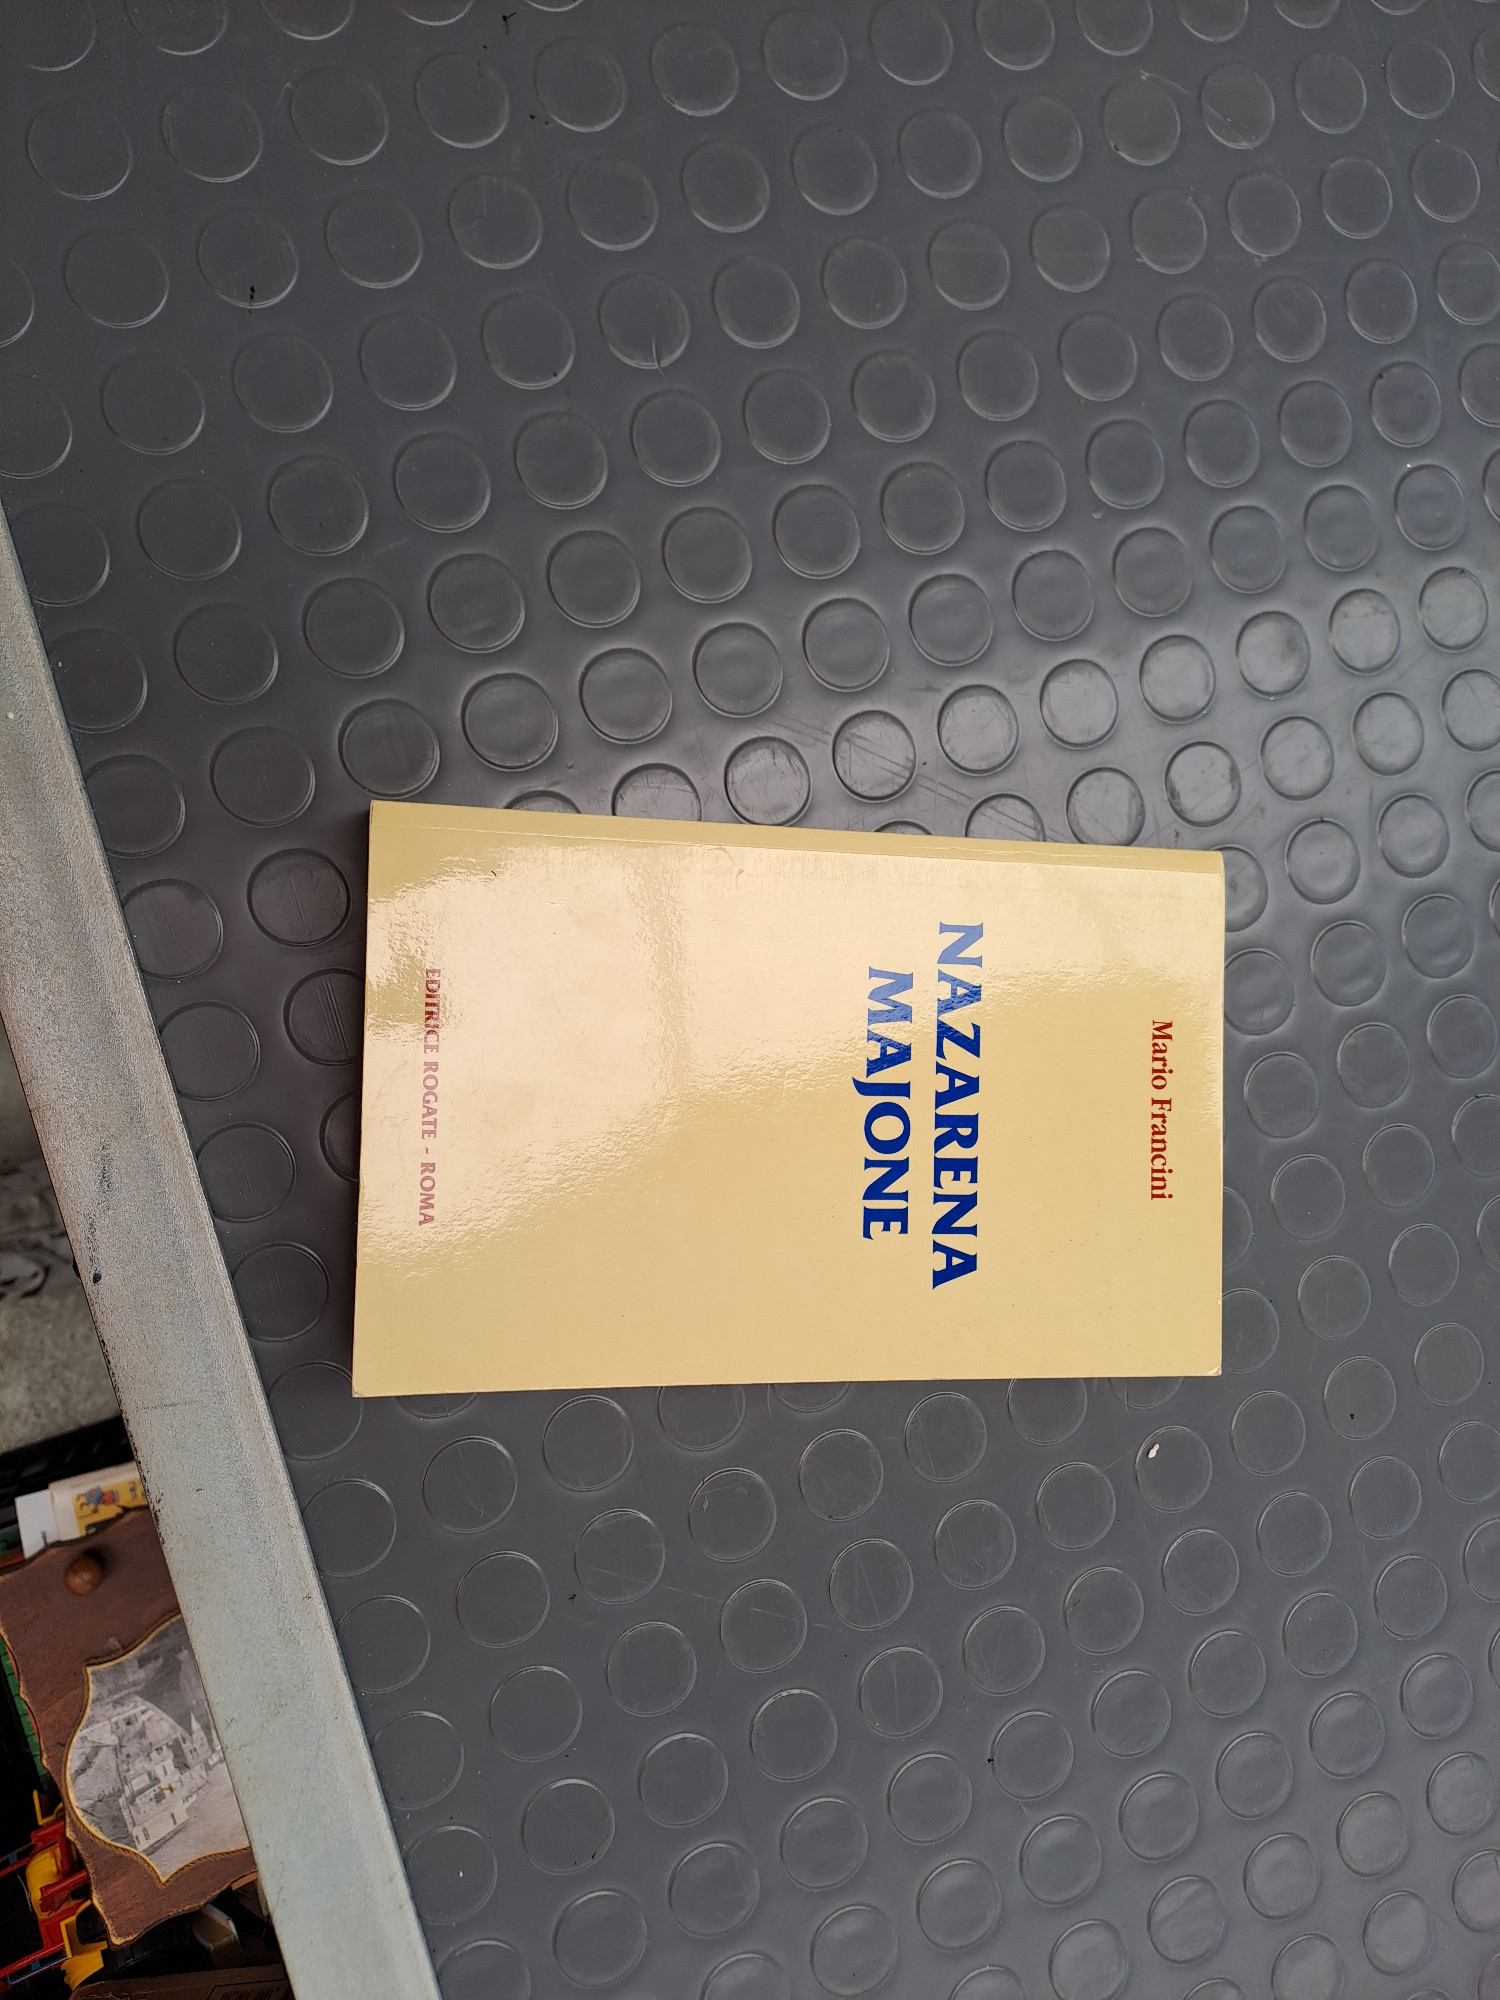 Mario Francini
NAZARENA
MAJONE
EDITRICE ROGATE - ROMA